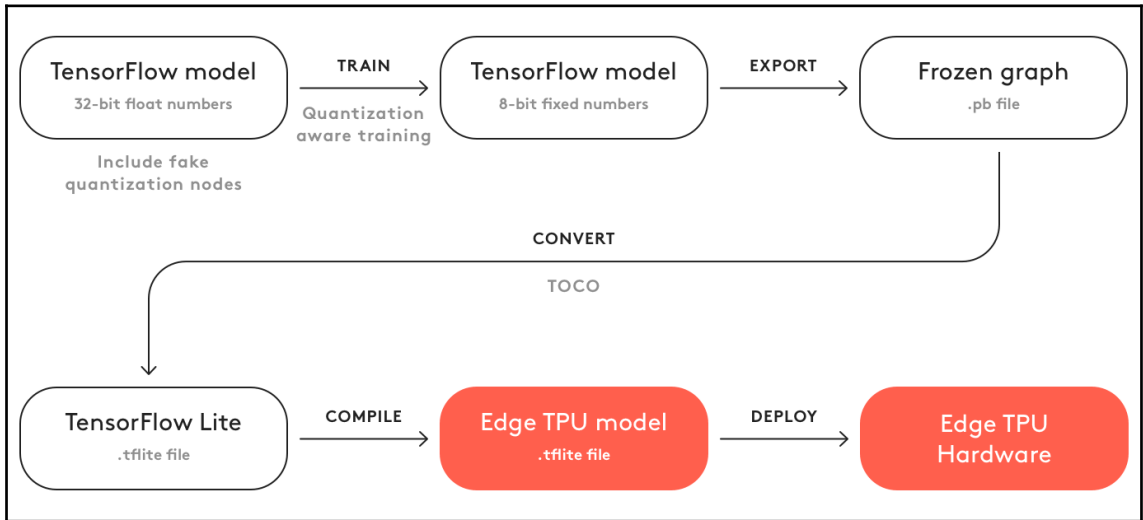 TensorFlow model
32-bit float numbers
Include fake
quantization nodes
TRAIN
Quantization
aware training
TensorFlow model
8-bit fixed numbers
EXPORT
Frozen graph
.pb file
CONVERT
TOCO
TensorFlow Lite
.tflite file
COMPILE
Edge TPU model
.tflite file
DEPLOY
Edge TPU
Hardware